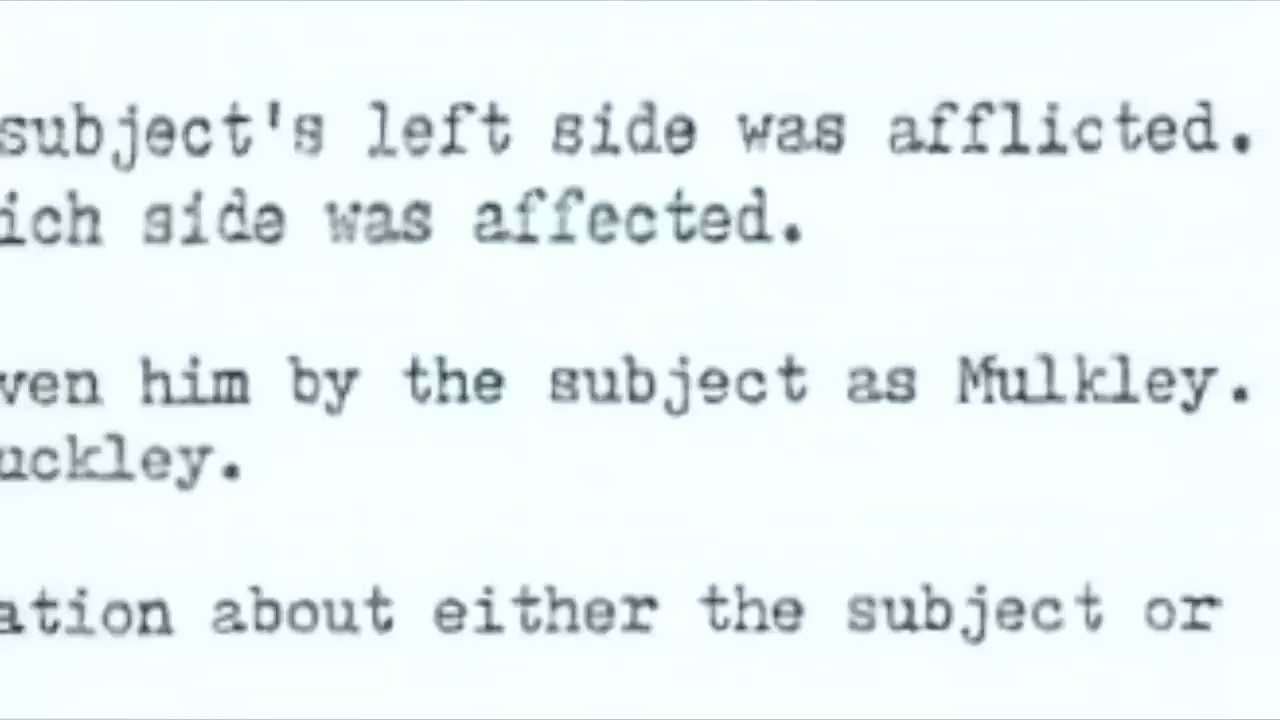 subject's left side was afflicted.
ich side was affected.
ven him by the subject as Mulkley.
uckley.
ation about either the subject or